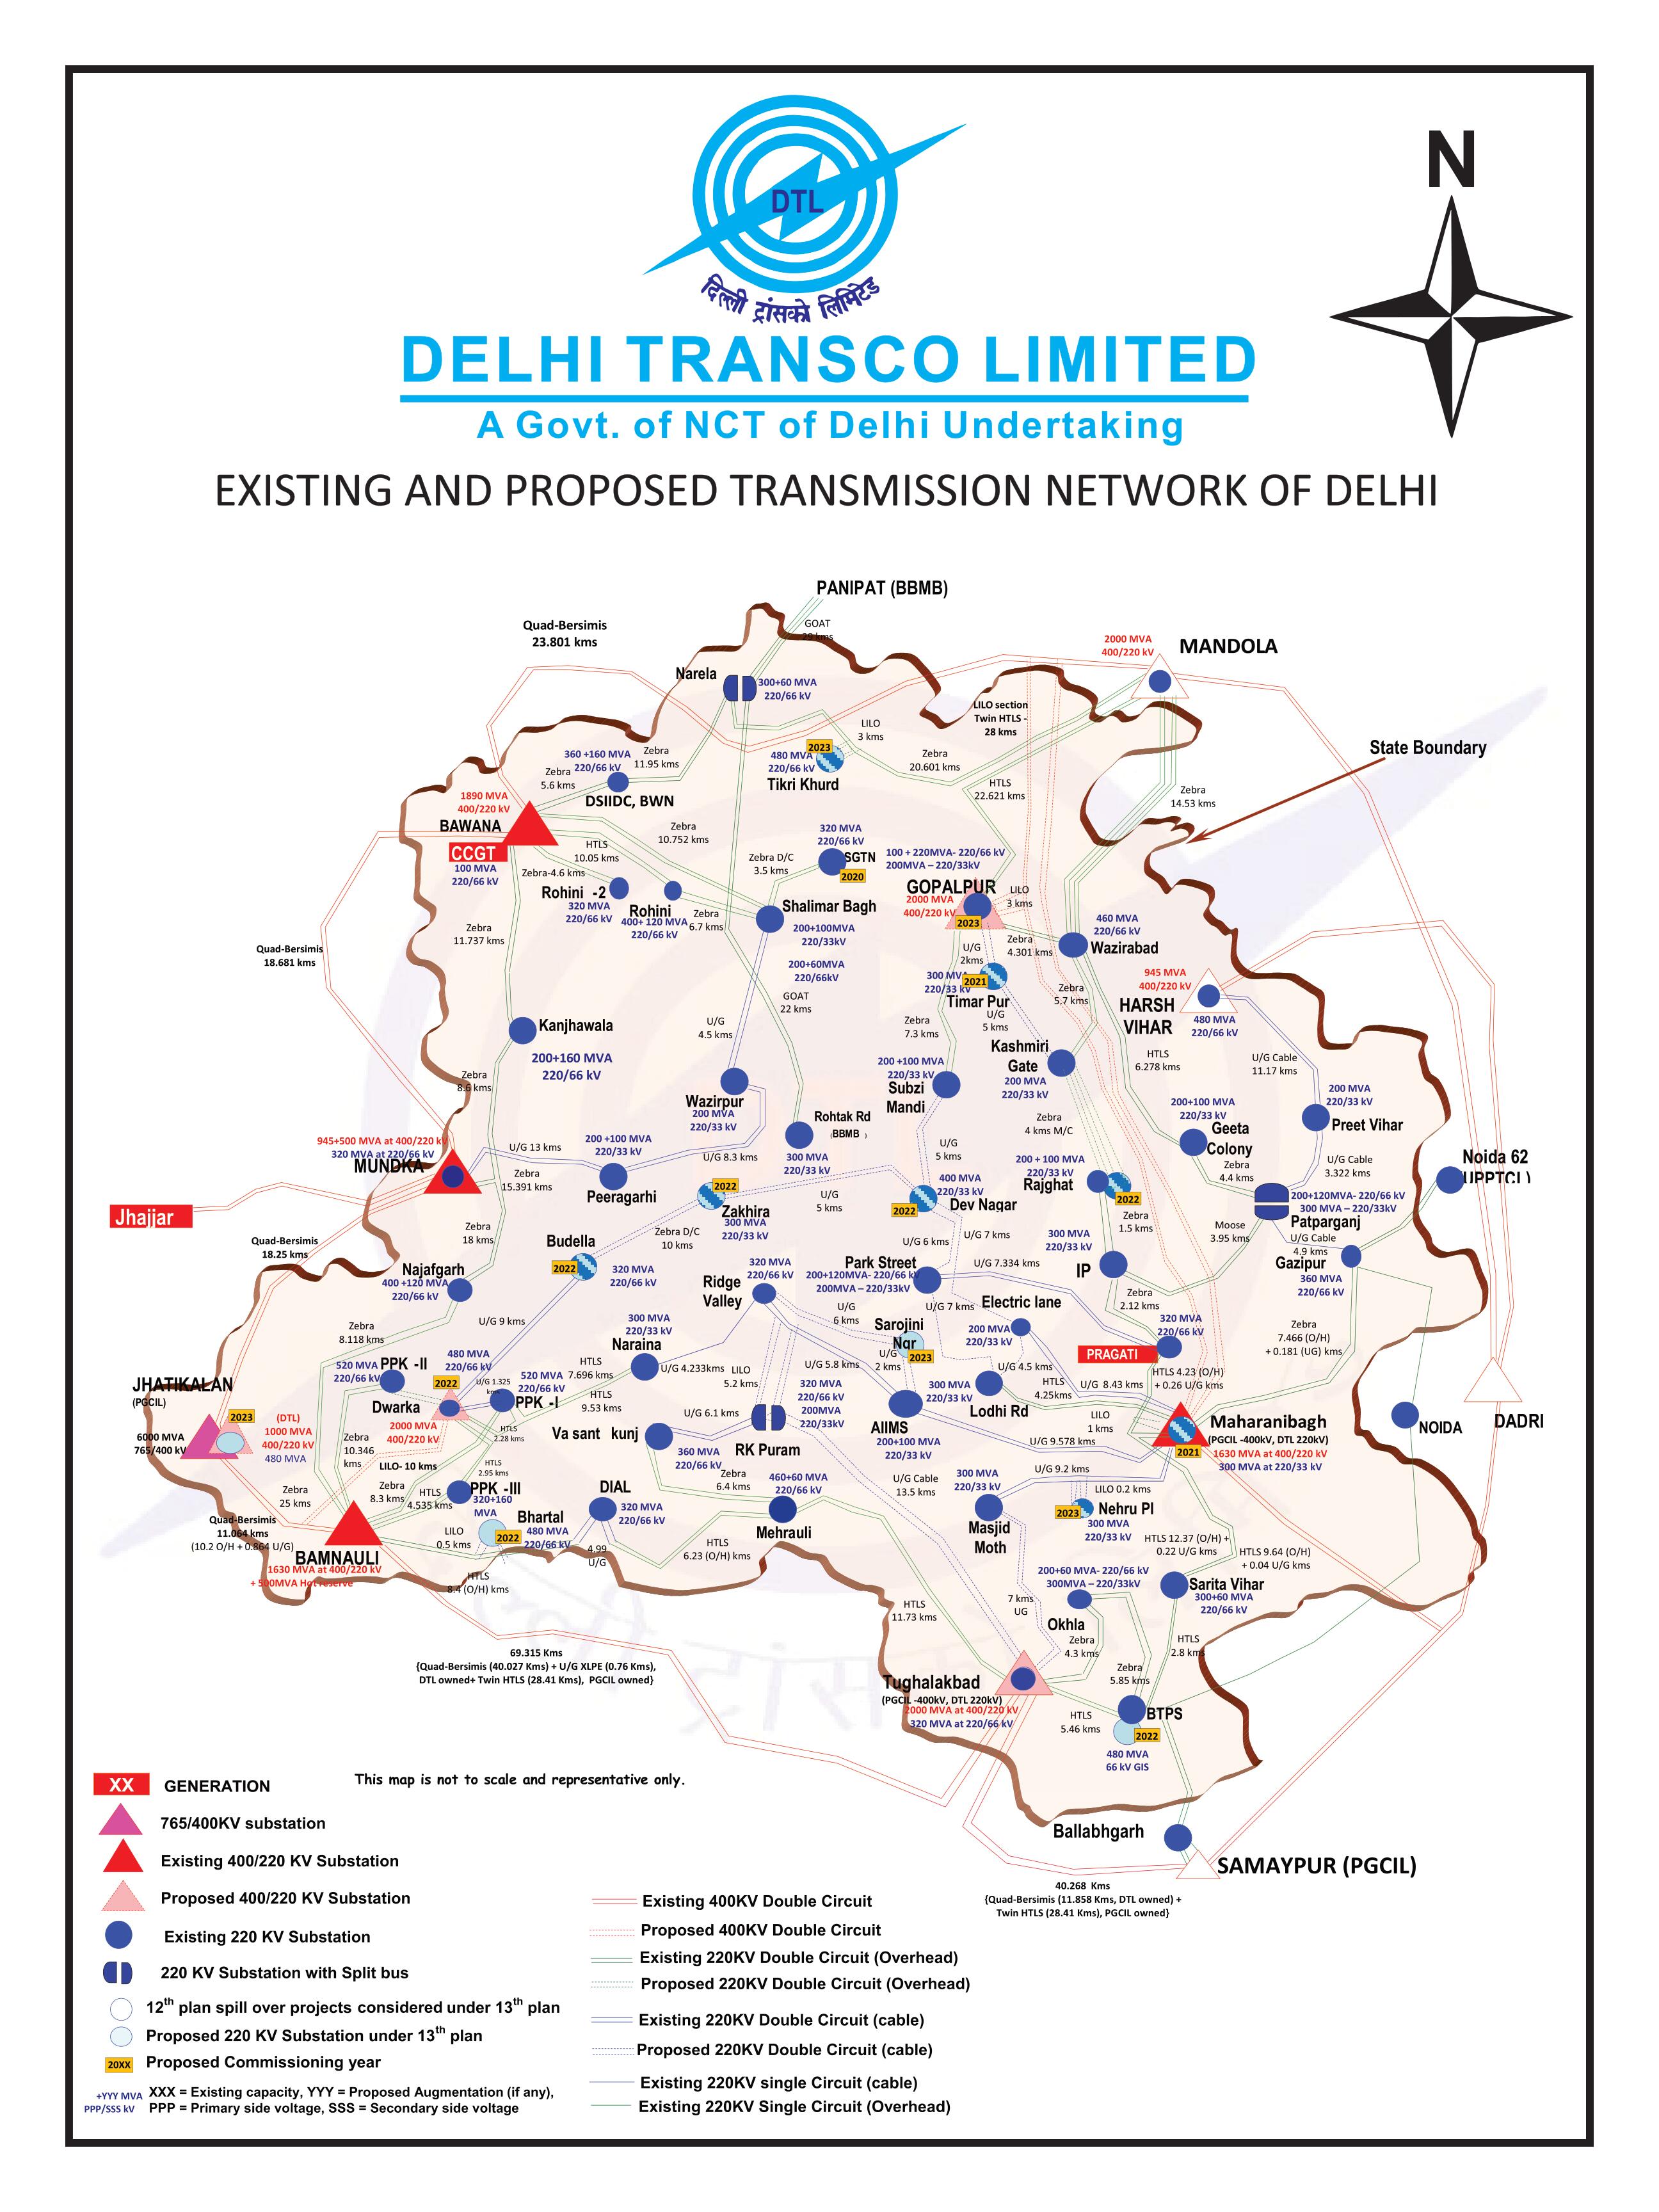 N
DTL
दिल्ली ट्रांसको लिमिटेड
DELHI TRANSCO LIMITED
A Govt. of NCT of Delhi Undertaking
EXISTING AND PROPOSED TRANSMISSION NETWORK OF DELHI
PANIPAT (BBMB)
GOAT
29 kms
Quad-Bersimis
23.801 kms
2000 MVA
400/220 kV
MANDOLA
Narela
300+60 MVA
220/66 kV
LILO section
Twin HTLS -
28 kms
LILO
3 kms
State Boundary
2023
480 MVA
220/66 kV
Tikri Khurd
Zebra
20.601 kms
360 +160 MVA
220/66 kV
Zebra
11.95 kms
Zebra
5.6 kms
DSIIDC, BWN
HTLS
22.621 kms
Zebra
14.53 kms
1890 MVA
400/220 kV
BAWANA
CCGT
100 MVA
220/66 kV
Zebra
10.752 kms
HTLS
10.05 kms
Zebra-4.6 kms
320 MVA
220/66 kV
SGTN
2020
Zebra D/C
3.5 kms
100 + 220MVA- 220/66 kV
200MVA – 220/33kV
GOPALPUR
2000 MVA
400/220 kV
2023
LILO
3 kms
Rohini -2
320 MVA
220/66 kV
Rohini
400+ 120 MVA
220/66 kV
Zebra
6.7 kms
Shalimar Bagh
200+100MVA
220/33kV
200+60MVA
220/66kV
460 MVA
220/66 kV
Wazirabad
Zebra
4.301 kms
U/G
2kms
Zebra
11.737 kms
Quad-Bersimis
18.681 kms
300 MVA
220/33 kV
2021
Timar Pur
U/G
5 kms
Zebra
5.7 kms
945 MVA
400/220 kV
HARSH
VIHAR
480 MVA
220/66 kV
GOAT
22 kms
U/G
4.5 kms
Zebra
7.3 kms
Kanjhawala
200+160 MVA
220/66 kV
Kashmiri
Gate
200 MVA
220/33 kV
HTLS
6.278 kms
U/G Cable
11.17 kms
Zebra
8.6 kms
200 +100 MVA
220/33 kV
Subzi
Mandi
Wazirpur
200 MVA
220/33 kV
200 MVA
220/33 kV
Preet Vihar
200+100 MVA
220/33 kV
Geeta
Colony
Zebra
4 kms M/C
Rohtak Rd
(BBMB )
300 MVA
220/33 kV
945+500 MVA at 400/220 kV
320 MVA at 220/66 kV
MUNDKA
U/G 13 kms
200 +100 MVA
220/33 kV
Peeragarhi
U/G 8.3 kms
Zebra
15.391 kms
U/G
5 kms
Zebra
4.4 kms
U/G Cable
3.322 kms
Noida 62
(UPPTCL)
200 + 100 MVA
220/33 kV
Rajghat
2022
400 MVA
220/33 kV
Dev Nagar
2022
2022
Zakhira
300 MVA
220/33 kV
U/G
5 kms
Jhajjar
200+120MVA- 220/66 kV
300 MVA – 220/33kV
Patparganj
U/G Cable
4.9 kms
Zebra
1.5 kms
Moose
3.95 kms
Zebra
18 kms
Zebra D/C
10 kms
U/G 6 kms
U/G 7 kms
300 MVA
220/33 kV
IP
Gazipur
360 MVA
220/66 kV
Quad-Bersimis
18.25 kms
Budella
2022
320 MVA
220/66 kV
Najafgarh
400 +120 MVA
220/66 kV
Ridge
Valley
320 MVA
220/66 kV
Park Street
200+120MVA- 220/66 kV
200MVA – 220/33kV
U/G 7.334 kms
U/G 7 kms
Electric lane
200 MVA
220/33 kV
Zebra
2.12 kms
U/G
6 kms
U/G 9 kms
Zebra
8.118 kms
300 MVA
220/33 kV
Naraina
Sarojini
Ngr
2023
U/G
2 kms
320 MVA
220/66 kV
PRAGATI
Zebra
7.466 (O/H)
+ 0.181 (UG) kms
520 MVA
220/66 kV
PPK -II
480 MVA
220/66 kV
2022
U/G 1.325
kms
520 MVA
220/66 kV
PPK -I
HTLS
7.696 kms
U/G 4.233kms
LILO
5.2 kms
U/G 5.8 kms
U/G 4.5 kms
HTLS 4.23 (O/H)
+ 0.26 U/G kms
JHATIKALAN
(PGCIL)
Dwarka
2000 MVA
400/220 kV
HTLS
9.53 kms
320 MVA
220/66 kV
200MVA
220/33kV
300 MVA
220/33 kV
Lodhi Rd
HTLS
4.25kms
U/G 8.43 kms
2023
(DTL)
1000 MVA
400/220 kV
480 MVA
6000 MVA
765/400 kV
Va sant kunj
360 MVA
220/66 kV
U/G 6.1 kms
RK Puram
AIIMS
200+100 MVA
220/33 kV
LILO
1 kms
U/G 9.578 kms
Maharanibagh
(PGCIL -400kV, DTL 220kV)
1630 MVA at 400/220 kV
300 MVA at 220/33 kV
2021
NOIDA
DADRI
HTLS
2.28 kms
Zebra
10.346
kms
LILO- 10 kms
HTLS
2.95 kms
Zebra
6.4 kms
460+60 MVA
220/66 kV
Mehrauli
U/G Cable
13.5 kms
U/G 9.2 kms
300 MVA
220/33 kV
Masjid
Moth
LILO 0.2 kms
2023
Nehru Pl
300 MVA
220/33 kV
Zebra
25 kms
Zebra
8.3 kms
HTLS
4.535 kms
PPK -III
320+160
MVA
DIAL
320 MVA
220/66 kV
Bhartal
480 MVA
220/66 kV
2022
Quad-Bersimis
11.064 kms
(10.2 O/H + 0.864 U/G)
LILO
0.5 kms
BAMNAULI
1630 MVA at 400/220 kV
+ 500MVA Hot reserve
4.99
U/G
HTLS
6.23 (O/H) kms
HTLS
8.4 (O/H) kms
HTLS 12.37 (O/H) +
0.22 U/G kms
HTLS 9.64 (O/H)
+ 0.04 U/G kms
200+60 MVA- 220/66 kV
300MVA – 220/33kV
Okhla
Sarita Vihar
300+60 MVA
220/66 kV
HTLS
11.73 kms
7 kms
UG
Zebra
4.3 kms
HTLS
2.8 kms
69.315 Kms
{Quad-Bersimis (40.027 Kms) + U/G XLPE (0.76 Kms),
DTL owned+ Twin HTLS (28.41 Kms), PGCIL owned}
Zebra
5.85 kms
Tughalakbad
(PGCIL -400kV, DTL 220kV)
2000 MVA at 400/220 kV
320 MVA at 220/66 kV
HTLS
5.46 kms
BTPS
2022
480 MVA
66 kV GIS
Ballabhgarh
SAMAYPUR (PGCIL)
40.268 Kms
{Quad-Bersimis (11.858 Kms, DTL owned) +
Twin HTLS (28.41 Kms), PGCIL owned}
This map is not to scale and representative only.
XX GENERATION
765/400KV substation
Existing 400/220 KV Substation
Proposed 400/220 KV Substation
Existing 220 KV Substation
220 KV Substation with Split bus
12th plan spill over projects considered under 13th plan
Proposed 220 KV Substation under 13th plan
20XX Proposed Commissioning year
+YYY MVA XXX = Existing capacity, YYY = Proposed Augmentation (if any),
PPP/SSS kV PPP = Primary side voltage, SSS = Secondary side voltage
Existing 400KV Double Circuit
Proposed 400KV Double Circuit
Existing 220KV Double Circuit (Overhead)
Proposed 220KV Double Circuit (Overhead)
Existing 220KV Double Circuit (cable)
Proposed 220KV Double Circuit (cable)
Existing 220KV single Circuit (cable)
Existing 220KV Single Circuit (Overhead)